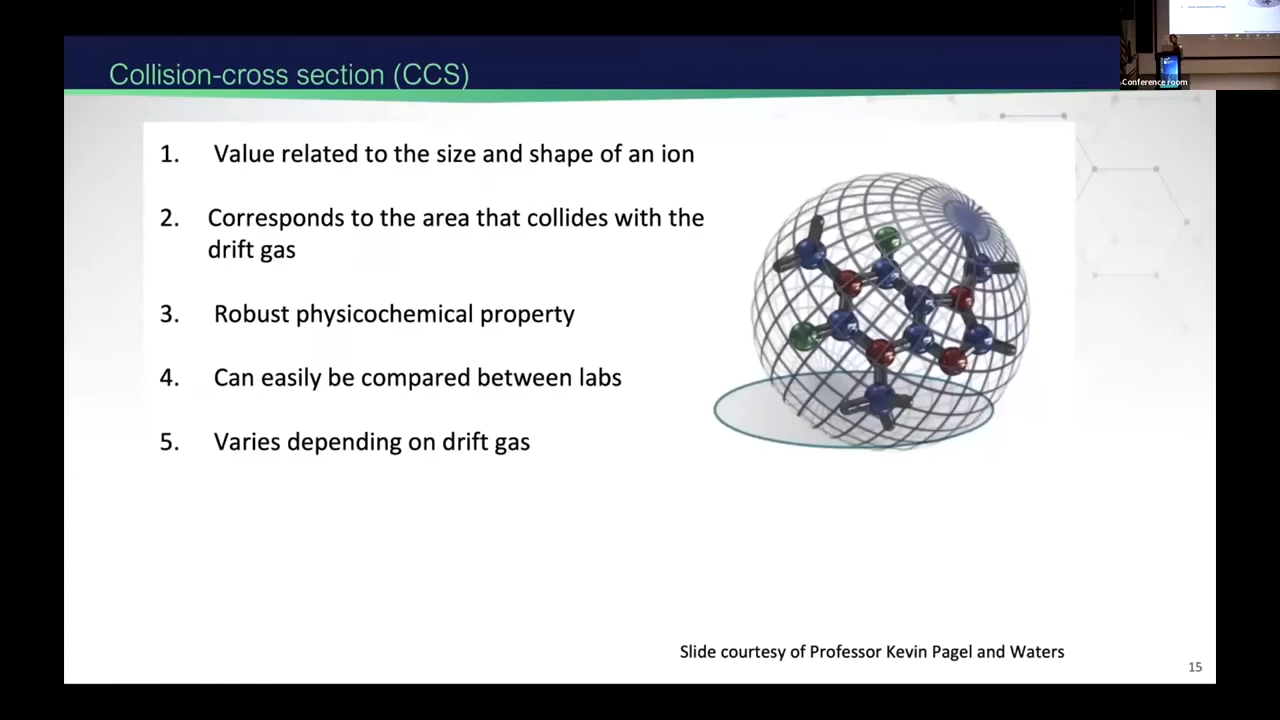 Collision-cross section (CCS)
Conference room
1. Value related to the size and shape of an ion
2. Corresponds to the area that collides with the
drift gas
3. Robust physicochemical property
4. Can easily be compared between labs
5. Varies depending on drift gas
Slide courtesy of Professor Kevin Pagel and Waters
15